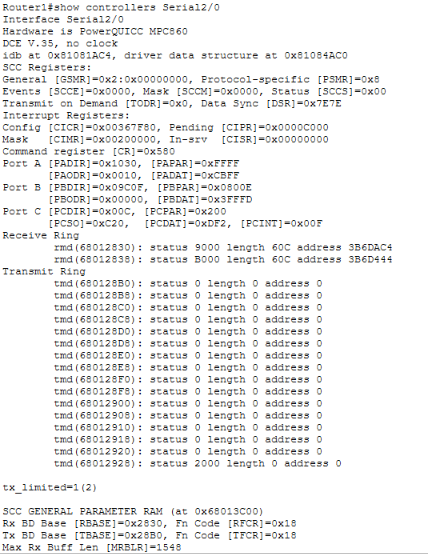 Router1#show controllers Serial2/0
Interface Serial2/0
Hardware is PowerQUICC MPC860
DCE V.35, no clock
idb at 0x81081AC4, driver data structure at 0x81084AC0
SCC Registers:
General [GSMR]=0x2:0x00000000, Protocol-specific [PSMR]=0x8
Events [SCCE]=0x0000, Mask [SCCM]=0x0000, Status [SCCS]=0x00
Transmit on Demand [TODR]=0x0, Data Sync [DSR]=0x7E7E
Interrupt Registers:
Config [CICR]=0x00367F80, Pending [CIPR]=0x0000C000
Mask   [CIMR]=0x00200000, In-srv  [CISR]=0x00000000
Command register [CR]=0x580
Port A [PADIR]=0x1030, [PAPAR]=0xFFFF
       [PAODR]=0x0010, [PADAT]=0xCBFF
Port B [PBDIR]=0x09C0F, [PBPAR]=0x0800E
       [PBODR]=0x00000, [PBDAT]=0x3FFFD
Port C [PCDIR]=0x00C, [PCPAR]=0x200
       [PCSO]=0xC20,  [PCDAT]=0xDF2, [PCINT]=0x00F
Receive Ring
        rmd(68012830): status 9000 length 60C address 3B6DAC4
        rmd(68012838): status B000 length 60C address 3B6D444
Transmit Ring
        tmd(680128B0): status 0 length 0 address 0
        tmd(680128B8): status 0 length 0 address 0
        tmd(680128C0): status 0 length 0 address 0
        tmd(680128C8): status 0 length 0 address 0
        tmd(680128D0): status 0 length 0 address 0
        tmd(680128D8): status 0 length 0 address 0
        tmd(680128E0): status 0 length 0 address 0
        tmd(680128E8): status 0 length 0 address 0
        tmd(680128F0): status 0 length 0 address 0
        tmd(680128F8): status 0 length 0 address 0
        tmd(68012900): status 0 length 0 address 0
        tmd(68012908): status 0 length 0 address 0
        tmd(68012910): status 0 length 0 address 0
        tmd(68012918): status 0 length 0 address 0
        tmd(68012920): status 0 length 0 address 0
        tmd(68012928): status 2000 length 0 address 0
tx_limited=1(2)
SCC GENERAL PARAMETER RAM (at 0x68013C00)
Rx BD Base [RBASE]=0x2830, Fn Code [RFCR]=0x18
Tx BD Base [TBASE]=0x28B0, Fn Code [TFCR]=0x18
Max Rx Buff Len [MRBLR]=1548